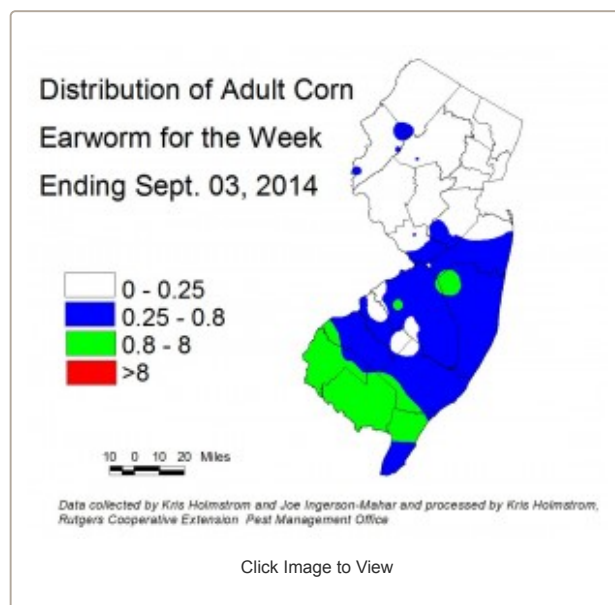 Distribution of Adult Corn
Earworm for the Week
Ending Sept. 03, 2014
0 - 0.25
0.25 - 0.8
0.8 - 8
>8
10 0 10 20 Miles
Data collected by Kris Holmstrom and Joe Ingerson-Mahar and processed by Kris Holmstrom,
Rutgers Cooperative Extension Pest Management Office
Click Image to View